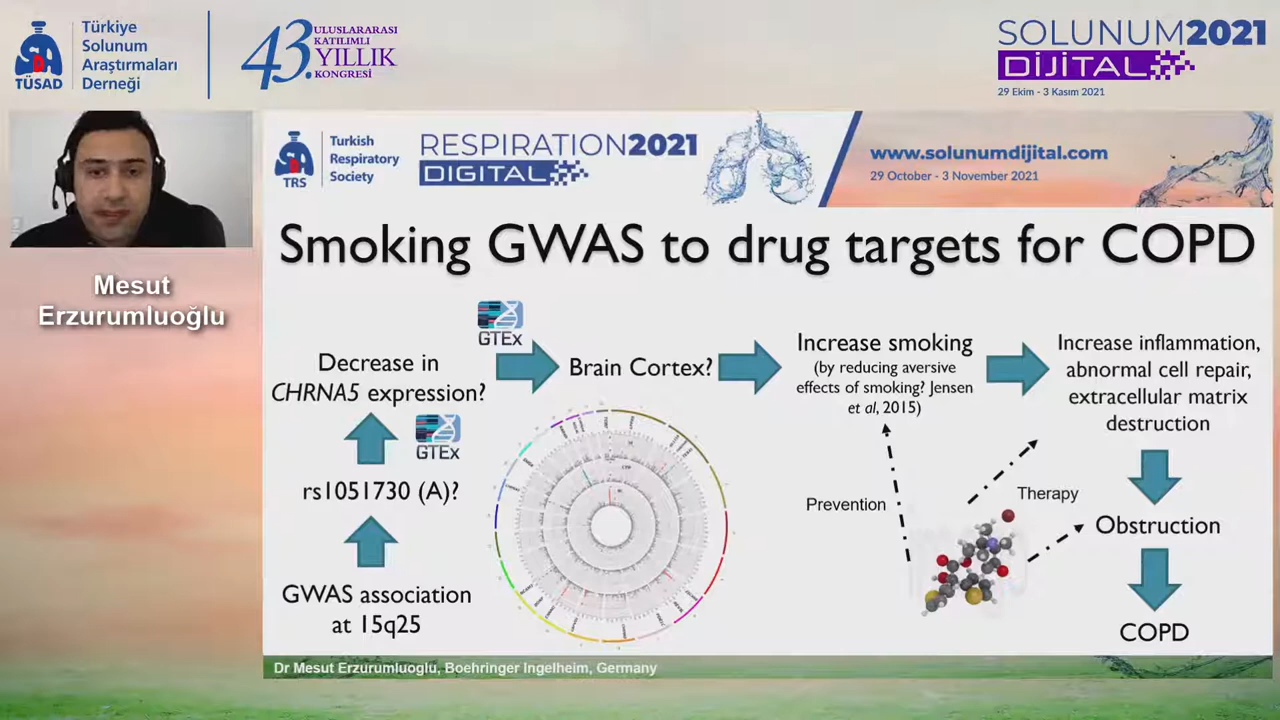 TÜSAD
Türkiye
Solunum
Araştırmaları
Derneği
43.
ULUSLARARASI
KATILIMLI
YILLIK
KONGRESİ
SOLUNUM2021
DİJİTAL
29 Ekim - 3 Kasım 2021
Mesut
Erzurumluoğlu
TRS
Turkish
Respiratory
Society
RESPIRATION2021
DIGITAL
www.solunumdijital.com
29 October - 3 November 2021
Smoking GWAS to drug targets for COPD
GTEx
Decrease in
CHRNA5 expression?
GTEx
rs1051730 (A)?
GWAS association
at 15q25
Brain Cortex?
Increase smoking
(by reducing aversive
effects of smoking? Jensen
et al, 2015)
Increase inflammation,
abnormal cell repair,
extracellular matrix
destruction
Prevention
Therapy
Obstruction
COPD
Dr Mesut Erzurumluoglu, Boehringer Ingelheim, Germany